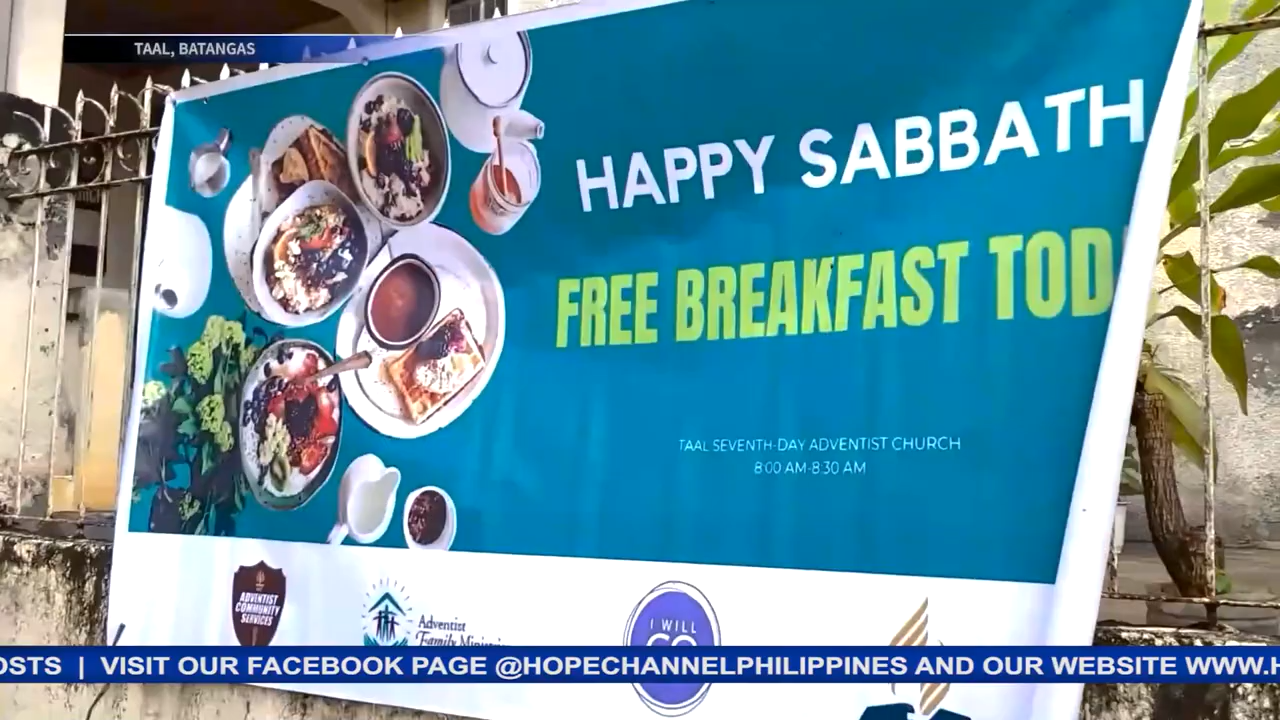 TAAL, BATANGAS
HAPPY SABBATH
FREE BREAKFAST TOD
TAAL SEVENTH-DAY ADVENTIST CHURCH
8:00 AM-8:30 AM
ADVENTIST
COMMUNITY
SERVICES
Adventist
Family
I WILL
GO
OSTS | VISIT OUR FACEBOOK PAGE @HOPECHANNELPHILIPPINES AND OUR WEBSITE WWW.H